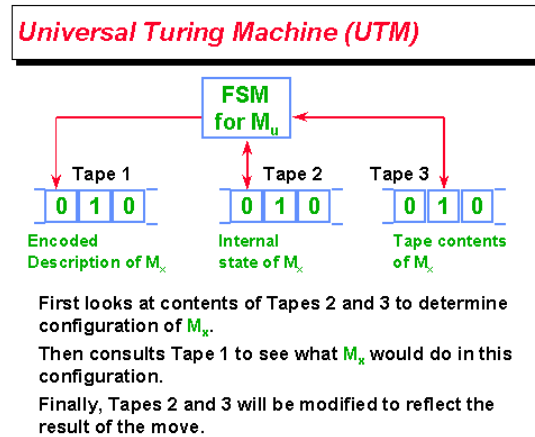 Universal Turing Machine (UTM)
FSM
for Mu
Tape 1 Tape 2 Tape 3
0 1 0 0 1 0 0 1 0
Encoded
Description of Mx
Internal
state of Mx
Tape contents
of Mx
First looks at contents of Tapes 2 and 3 to determine
configuration of Mx.
Then consults Tape 1 to see what Mx would do in this
configuration.
Finally, Tapes 2 and 3 will be modified to reflect the
result of the move.